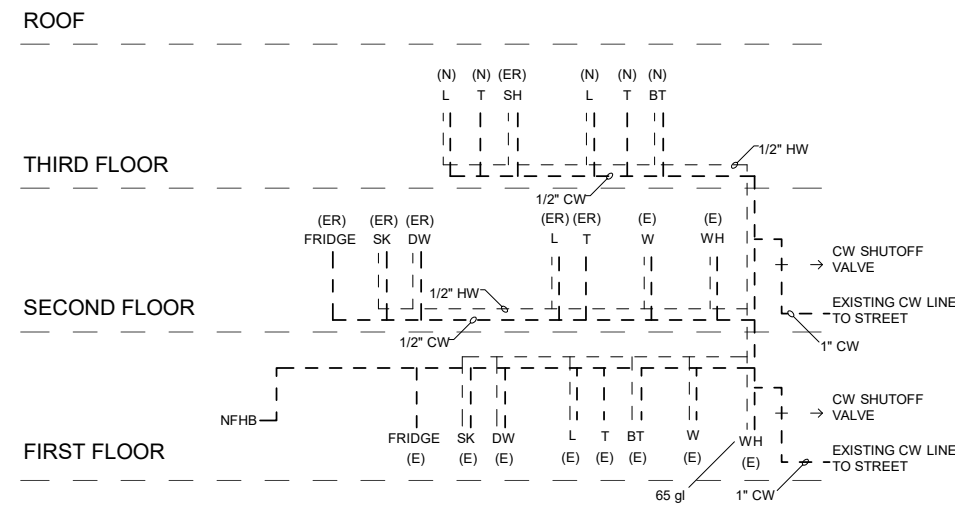 ROOF
(N) (N) (ER) (N) (N) (N)
L T SH L T BT
1/2" HW
THIRD FLOOR
1/2" CW
(ER) (ER) (ER) (ER) (ER) (E) (E)
FRIDGE SK DW L T W WH
CW SHUTOFF
VALVE
1/2" HW
SECOND FLOOR
EXISTING CW LINE
TO STREET
1/2" CW
1" CW
CW SHUTOFF
VALVE
NFHB
FRIDGE SK DW L T BT W WH
(E) (E) (E) (E) (E) (E) (E) (E)
FIRST FLOOR
EXISTING CW LINE
TO STREET
65 gl
1" CW